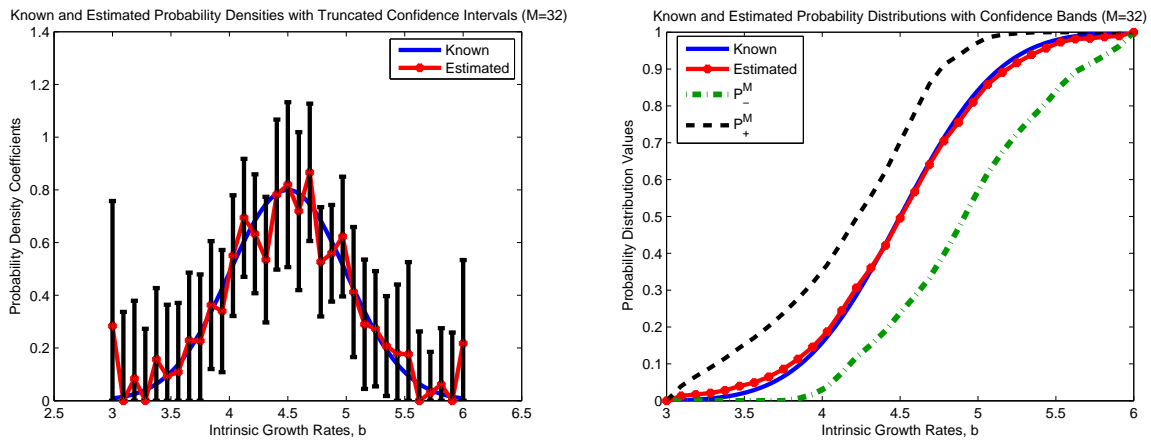 Known and Estimated Probability Densities with Truncated Confidence Intervals (M=32)
1.4
1.2
1
0.8
0.6
0.4
0.2
0
2.5 3 3.5 4 4.5 5 5.5 6 6.5
Probability Density Coefficients
Intrinsic Growth Rates, b
Known
Estimated
Known and Estimated Probability Distributions with Confidence Bands (M=32)
1
0.9
0.8
0.7
0.6
0.5
0.4
0.3
0.2
0.1
0
3 3.5 4 4.5 5 5.5 6
Probability Distribution Values
Intrinsic Growth Rates, b
Known
Estimated
P_-^M
P_+^M